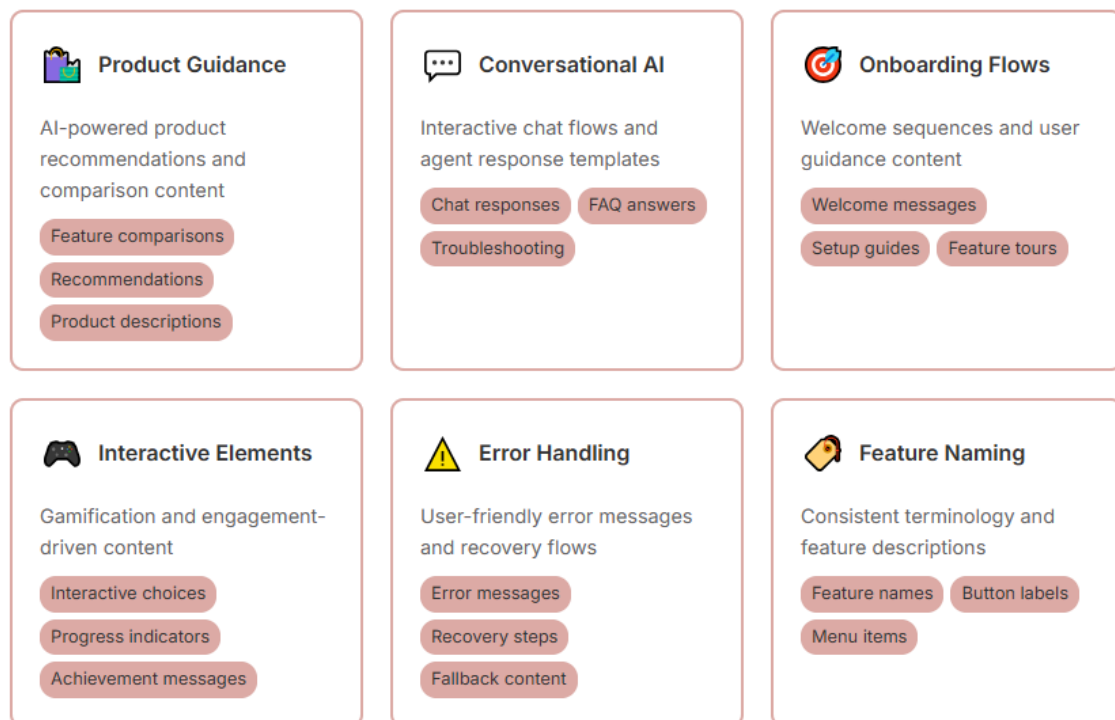 Product Guidance
AI-powered product
recommendations and
comparison content
Feature comparisons
Recommendations
Product descriptions
Conversational AI
Interactive chat flows and
agent response templates
Chat responses
FAQ answers
Troubleshooting
Onboarding Flows
Welcome sequences and user
guidance content
Welcome messages
Setup guides
Feature tours
Interactive Elements
Gamification and engagement-
driven content
Interactive choices
Progress indicators
Achievement messages
Error Handling
User-friendly error messages
and recovery flows
Error messages
Recovery steps
Fallback content
Feature Naming
Consistent terminology and
feature descriptions
Feature names
Button labels
Menu items